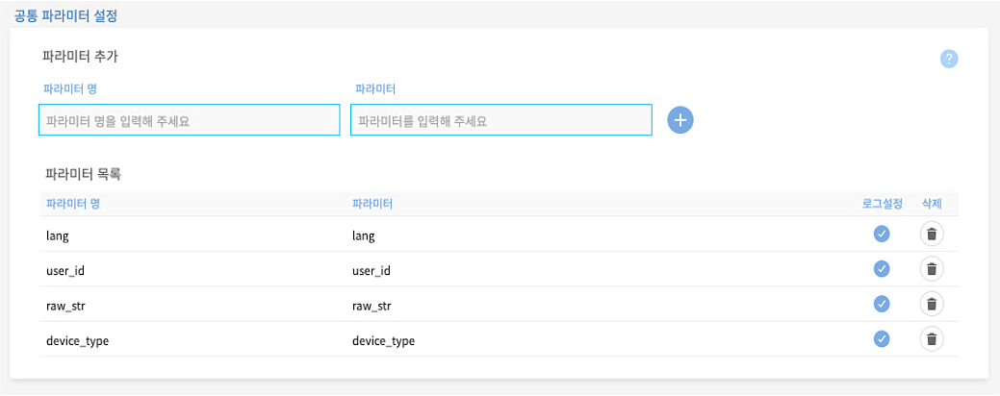 공통 파라미터 설정
파라미터 추가
?
파라미터 명 파라미터
파라미터 명을 입력해 주세요 파라미터를 입력해 주세요
파라미터 목록
파라미터 명 파라미터 로그설정 삭제
lang lang
user_id user_id
raw_str raw_str
device_type device_type